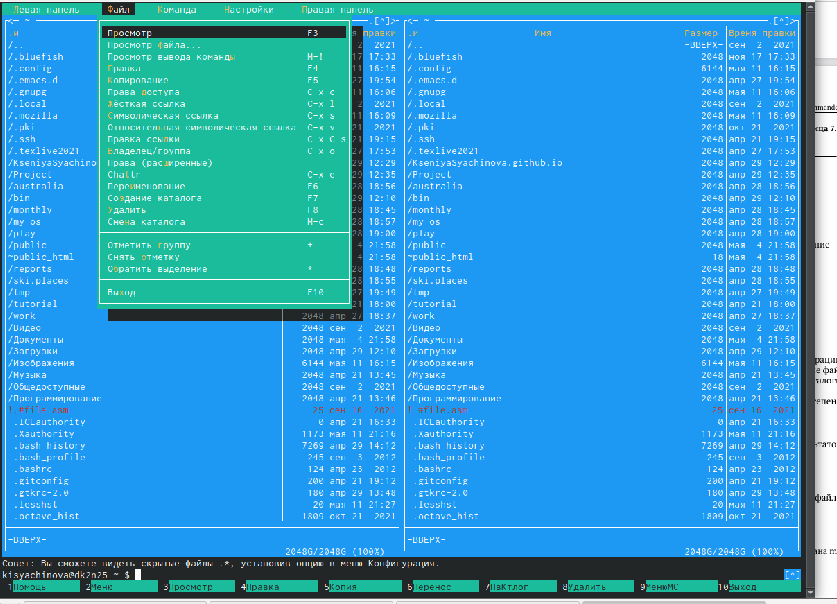 Левая панель Файл Команда Настройки Правая панель
<─ ~ .[^]> <─ ~ .[^]>
.и правки .и Имя Размер Время правки
/.. Просмотр F3 2 2021 /.. -ВВЕРХ- сен 2 2021
Просмотр файла...
/.bluefish Просмотр вывода команды M-! 17 17:33 /.bluefish 2048 ноя 17 17:33
/.config Правка F4 11 16:15 /.config 6144 мая 11 16:15
/.emacs.d Копирование F5 27 19:54 /.emacs.d 2048 апр 27 19:54
/.gnupg Права доступа C-x c 11 16:06 /.gnupg 2048 мая 11 16:06
/.local Жёсткая ссылка C-x l 2 2021 /.local 2048 сен 2 2021
/.mozilla Символическая ссылка C-x s 11 16:09 /.mozilla 2048 мая 11 16:09
/.pki Относительная символическая ссылка C-x v 21 2021 /.pki 2048 окт 21 2021
/.ssh Правка ссылки C-x C s 21 19:15 /.ssh 2048 апр 21 19:15
/.texlive2021 Владелец/группа C-x o 27 17:53 /.texlive2021 2048 апр 27 17:53
/KseniyaSyachino Права (расширенные) 29 12:29 /KseniyaSyachinova.github.io 2048 апр 29 12:29
/Project Chattr C-x e 29 12:35 /Project 2048 апр 29 12:35
/australia Переименование F6 28 18:56 /australia 2048 апр 28 18:56
/bin Создание каталога F7 29 12:10 /bin 2048 апр 29 12:10
/monthly Удалить F8 28 18:45 /monthly 2048 апр 28 18:45
/my_os Смена каталога M-c 28 18:57 /my_os 2048 апр 28 18:57
/play 28 19:00 /play 2048 апр 28 19:00
/public Отметить группу + 4 21:58 /public 2048 мая 4 21:58
~public_html Снять отметку - 4 21:58 ~public_html 18 мая 4 21:58
/reports Обратить выделение * 28 18:48 /reports 2048 апр 28 18:48
/ski.places 28 18:55 /ski.places 2048 апр 28 18:55
/tmp Выход F10 27 19:49 /tmp 2048 апр 27 19:49
/tutorial 21 18:00 /tutorial 2048 апр 21 18:00
/work 2048 апр 27 18:37 /work 2048 апр 27 18:37
/Видео 2048 сен 2 2021 /Видео 2048 сен 2 2021
/Документы 2048 мая 4 21:58 /Документы 2048 мая 4 21:58
/Загрузки 2048 апр 29 12:10 /Загрузки 2048 апр 29 12:10
/Изображения 6144 мая 11 16:15 /Изображения 6144 мая 11 16:15
/Музыка 2048 апр 21 13:45 /Музыка 2048 апр 21 13:45
/Общедоступные 2048 сен 2 2021 /Общедоступные 2048 сен 2 2021
/Программирование 2048 апр 21 13:46 /Программирование 2048 апр 21 13:46
!.#file.asm 25 сен 16 2021 !.#file.asm 25 сен 16 2021
.ICEauthority 0 апр 21 16:33 .ICEauthority 0 апр 21 16:33
.Xauthority 1173 мая 11 21:16 .Xauthority 1173 мая 11 21:16
.bash_history 7269 апр 29 14:12 .bash_history 7269 апр 29 14:12
.bash_profile 245 сен 3 2012 .bash_profile 245 сен 3 2012
.bashrc 124 апр 23 2012 .bashrc 124 апр 23 2012
.gitconfig 200 апр 21 19:12 .gitconfig 200 апр 21 19:12
.gtkrc-2.0 180 апр 29 13:48 .gtkrc-2.0 180 апр 29 13:48
.lesshst 20 мая 11 21:27 .lesshst 20 мая 11 21:27
.octave_hist 1809 окт 21 2021 .octave_hist 1809 окт 21 2021
-ВВЕРХ- -ВВЕРХ-
2048G/2048G (100%) 2048G/2048G (100%)
Совет: Вы сможете видеть скрытые файлы .*, установив опцию в меню Конфигурация.
kisyachinova@dk2n25 ~ $ [^]
1Помощь 2Меню 3Просмотр 4Правка 5Копия 6Перенос 7НвКтлог 8Удалить 9МенюМС 10Выход